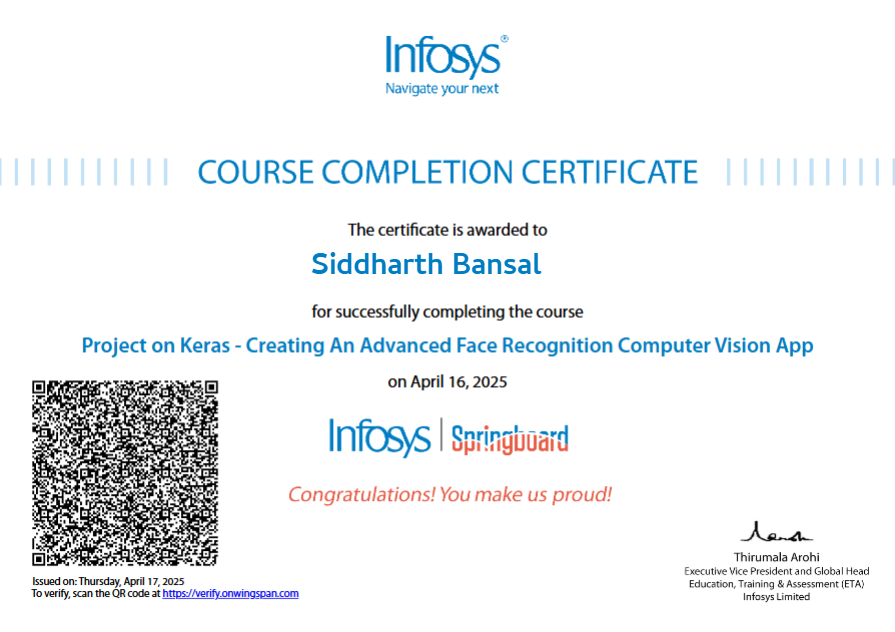 Infosys®
Navigate your next
COURSE COMPLETION CERTIFICATE
The certificate is awarded to
Siddharth Bansal
for successfully completing the course
Project on Keras - Creating An Advanced Face Recognition Computer Vision App
on April 16, 2025
Infosys | Springboard
Congratulations! You make us proud!
Thirumala Arohi
Executive Vice President and Global Head
Education, Training & Assessment (ETA)
Infosys Limited
Issued on: Thursday, April 17, 2025
To verify, scan the QR code at https://verify.onwingspan.com